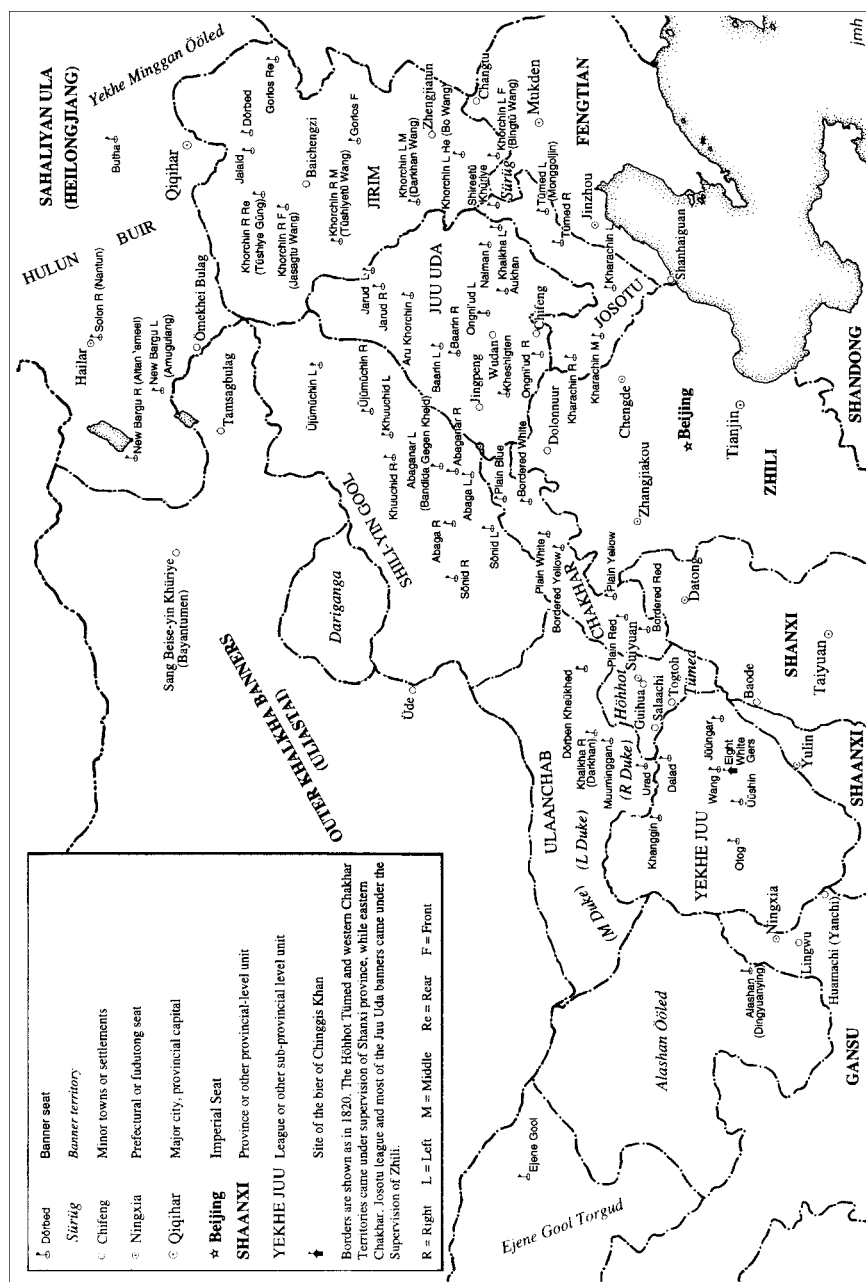 Dörbed Banner seat
Sürüg Banner territory
Chifeng Minor towns or settlements
Ningxia Prefectural or fudutong seat
Qiqihar Major city, provincial capital
Beijing Imperial Seat
SHAANXI Province or other provincial-level unit
YEKHE JUU League or other sub-provincial level unit
Site of the bier of Chinggis Khan
Borders are shown as in 1820. The Höhhot Tümed and western Chakhar
Territories came under supervision of Shanxi province, while eastern
Chakhar, Josotu league and most of the Juu Uda banners came under the
Supervision of Zhili.
R = Right L = Left M = Middle Re = Rear F = Front
SAHALIYAN ULA
(HEILONGJIANG)
Yekhe Minggan Ööled
Butha
HULUN BUIR
Qiqihar
Hailar
Solon R (Nantun)
New Bargu R (Altan 'emeel)
New Bargu L
(Amugulang)
Omekhei Bulag
Tamsagbulag
Dörbed
Gorlos Re
Jalaid
Baichengzi
Khorchin R Re
(Tüshiye Güng)
Khorchin R F
(Jasagtu Wang)
Khorchin R M
(Tüshiyetü Wang)
Gorlos F
JIRIM
Khorchin L M
(Darkhan Wang)
Zhengjiatun
Changtu
Khorchin L He (Bo Wang)
Khorchin L F
(Bingtü Wang)
Shireetü
Khüriye
Sürüg
Mukden
FENGTIAN
Tümed L
(Monggoljin)
Tümed R
Jinzhou
Sang Beise-yin Khüriye
(Bayantumen)
Dariganga
SHILI-YIN GOOL
Üjümüchin L
Üjümüchin R
Khuuchid L
Khuuchid R
Abaganar L
(Bandida Gegen Kheid)
Abaganar R
Abaga L
Abaga R
Sönid R
Sönid L
Jarud L
Jarud R
Aru Khorchin
JUU UDA
Baarin L
Baarin R
Jingpeng
Wudan
Kheshigten
Ongni'ud L
Ongni'ud R
Naiman
Khalkha L
Aukhan
Chifeng
Kharachin L
JOSOTU
Kharachin R
Kharachin M
Shanhaiguan
Dolonnuur
Chengde
Beijing
Tianjin
ZHILI
SHANDONG
Zhangjiakou
Plain Blue
Bordered White
Plain White
Bordered Yellow
CHAKHAR
Plain Yellow
Plain Red
Bordered Red
Datong
SHANXI
Taiyuan
OUTER KHALKHA BANNERS
(ULIASTAI)
Üde
ULAANCHAB
Dörben Kheükhed
Khalkha R
(Darkhan)
Muuminggan
(R Duke)
(L Duke)
(M Duke)
Urad
Höhhot
Suiyuan
Guihua
Salaachi
Togtoh
Tümed
Dalad
Khanggin
YEKHE JUU
Wang
Jüüngar
Eight
White
Gers
Üüshin
Otog
Baode
Yulin
SHAANXI
Ningxia
Lingwu
Huamachi (Yanchi)
Alashan
(Dingyuanying)
Alashan Ööled
GANSU
Ejene Gool
Ejene Gool Torgud
jmh